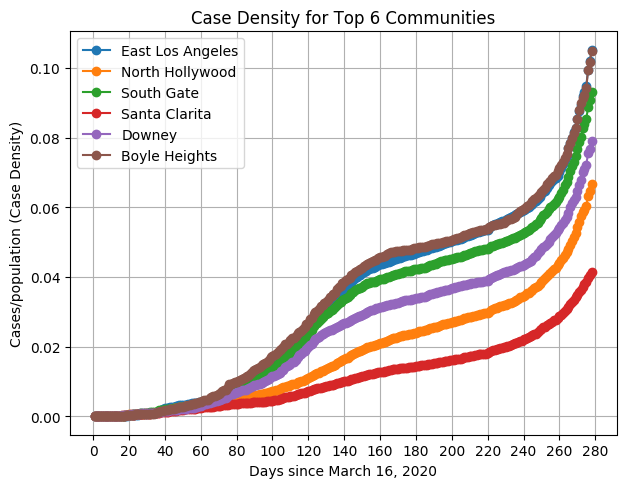 Case Density for Top 6 Communities
East Los Angeles
North Hollywood
South Gate
Santa Clarita
Downey
Boyle Heights
Cases/population (Case Density)
0.10
0.08
0.06
0.04
0.02
0.00
0 20 40 60 80 100 120 140 160 180 200 220 240 260 280
Days since March 16, 2020